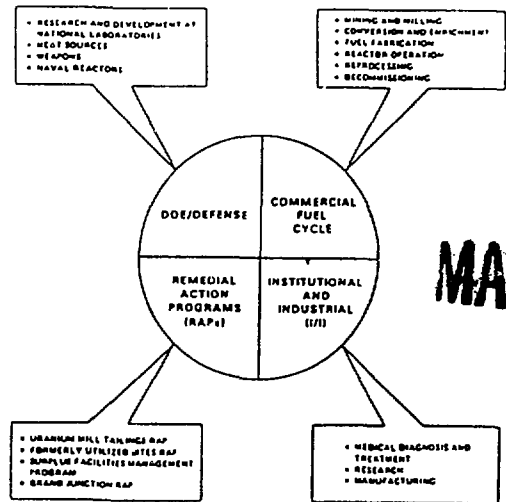 • RESEARCH AND DEVELOPMENT AT
NATIONAL LABORATORIES
• HEAT SOURCES
• WEAPONS
• NAVAL REACTORS
• MINING AND MILLING
• CONVERSION AND ENRICHMENT
• FUEL FABRICATION
• REACTOR OPERATION
• REPROCESSING
• DECOMMISSIONING
DOE/DEFENSE
COMMERCIAL
FUEL
CYCLE
REMEDIAL
ACTION
PROGRAMS
(RAPs)
INSTITUTIONAL
AND
INDUSTRIAL
(I/I)
MA
• URANIUM MILL TAILINGS RAP
• FORMERLY UTILIZED SITES RAP
• SURPLUS FACILITIES MANAGEMENT
PROGRAM
• GRAND JUNCTION RAP
• MEDICAL DIAGNOSIS AND
TREATMENT
• RESEARCH
• MANUFACTURING